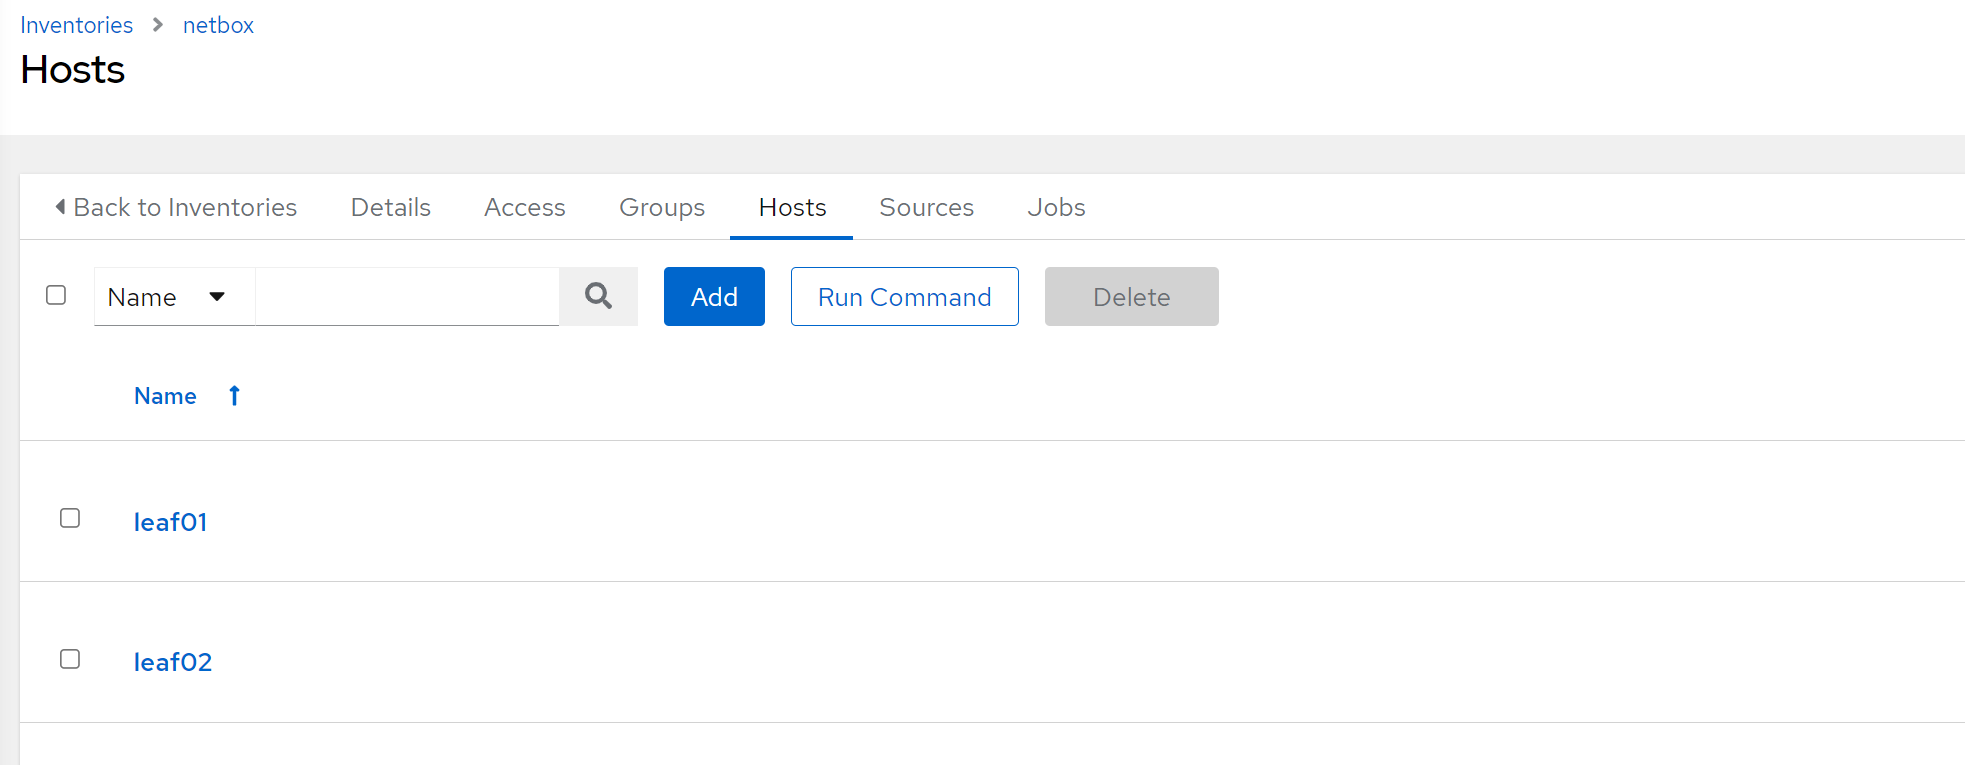 Inventories > netbox
Hosts
Back to Inventories Details Access Groups Hosts Sources Jobs
Name Add Run Command Delete
Name
leaf01
leaf02